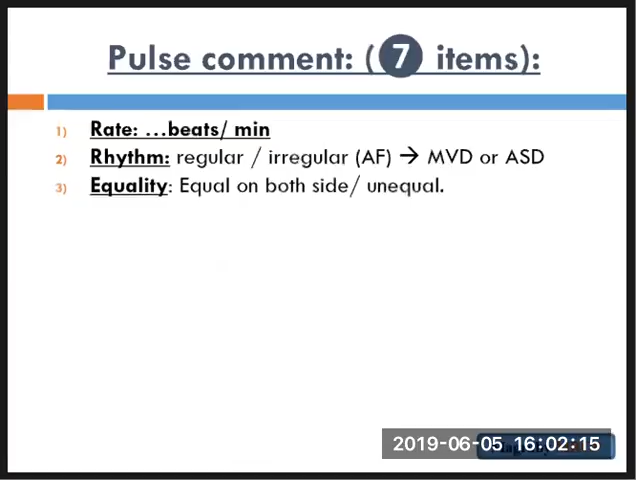 Pulse comment: (7 items):
1) Rate: ...beats/ min
2) Rhythm: regular / irregular (AF) → MVD or ASD
3) Equality: Equal on both side/ unequal.
2019-06-05 16:02:15